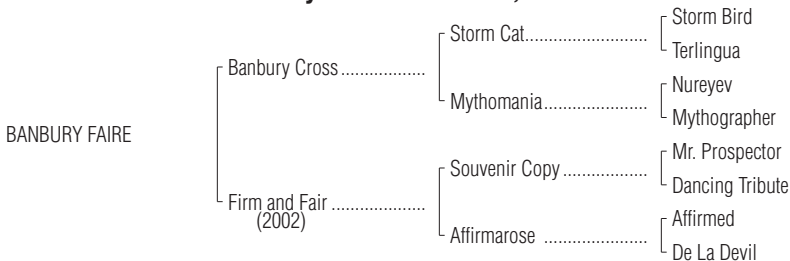 Storm Bird
Storm Cat.............................
Terlingua
Banbury Cross ...................
Nureyev
Mythomania........................
Mythographer
BANBURY FAIRE
Mr. Prospector
Souvenir Copy ...................
Dancing Tribute
Firm and Fair .....................
(2002)
Affirmed
Affirmarose .......................
De La Devil